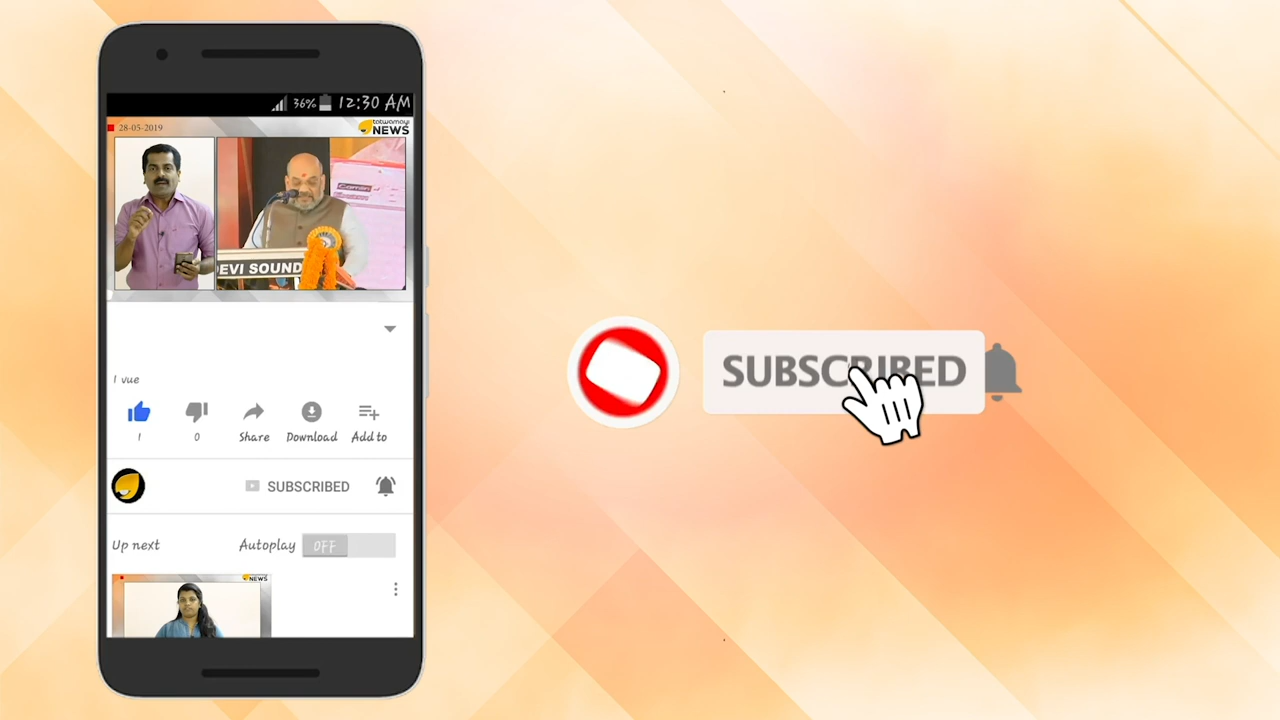 36% 12:30 AM
28-05-2019
tatwamayi
NEWS
DEVI SOUND
1 vue
1
0
Share
Download
Add to
SUBSCRIBED
Up next
Autoplay
OFF
NEWS
SUBSCRIBED